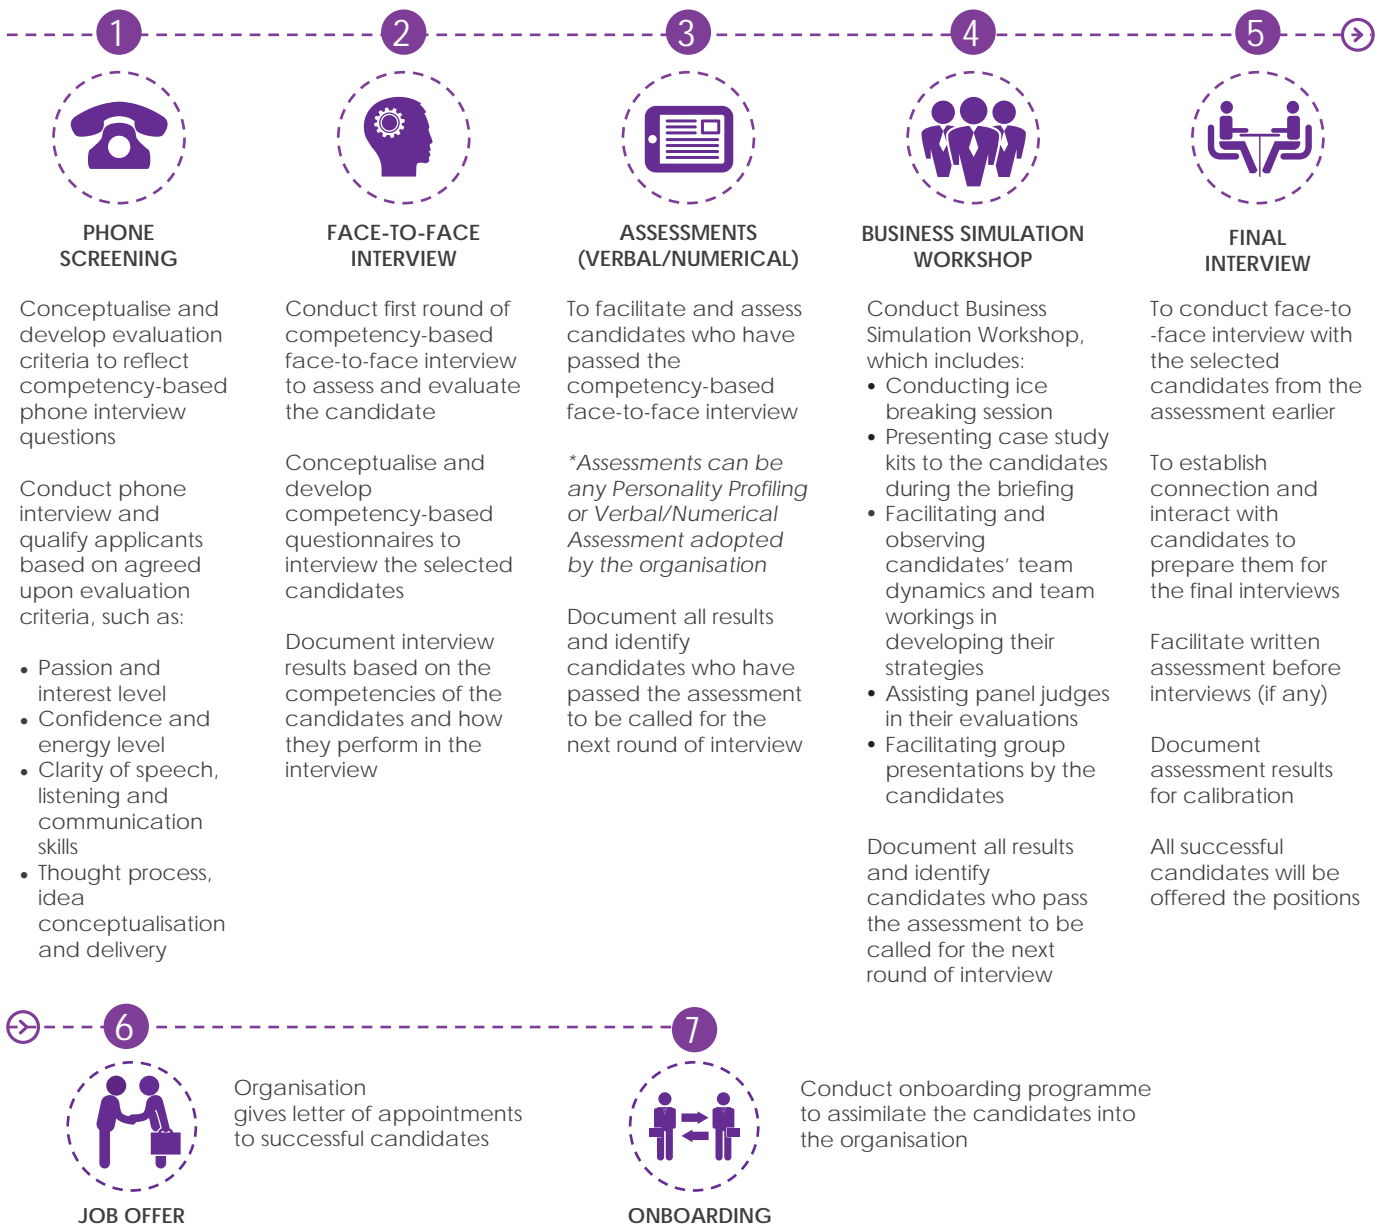 1
2
3
4
5
PHONE
SCREENING
Conceptualise and
develop evaluation
criteria to reflect
competency-based
phone interview
questions
Conduct phone
interview and
qualify applicants
based on agreed
upon evaluation
criteria, such as:
• Passion and
interest level
• Confidence and
energy level
• Clarity of speech,
listening and
communication
skills
• Thought process,
idea
conceptualisation
and delivery
FACE-TO-FACE
INTERVIEW
Conduct first round of
competency-based
face-to-face interview
to assess and evaluate
the candidate
Conceptualise and
develop
competency-based
questionnaires to
interview the selected
candidates
Document interview
results based on the
competencies of the
candidates and how
they perform in the
interview
ASSESSMENTS
(VERBAL/NUMERICAL)
To facilitate and assess
candidates who have
passed the
competency-based
face-to-face interview
*Assessments can be
any Personality Profiling
or Verbal/Numerical
Assessment adopted
by the organisation
Document all results
and identify
candidates who have
passed the assessment
to be called for the
next round of interview
BUSINESS SIMULATION
WORKSHOP
Conduct Business
Simulation Workshop,
which includes:
• Conducting ice
breaking session
• Presenting case study
kits to the candidates
during the briefing
• Facilitating and
observing
candidates’ team
dynamics and team
workings in
developing their
strategies
• Assisting panel judges
in their evaluations
• Facilitating group
presentations by the
candidates
Document all results
and identify
candidates who pass
the assessment to be
called for the next
round of interview
FINAL
INTERVIEW
To conduct face-to
-face interview with
the selected
candidates from the
assessment earlier
To establish
connection and
interact with
candidates to
prepare them for
the final interviews
Facilitate written
assessment before
interviews (if any)
Document
assessment results
for calibration
All successful
candidates will be
offered the positions
6
JOB OFFER
Organisation
gives letter of appointments
to successful candidates
7
ONBOARDING
Conduct onboarding programme
to assimilate the candidates into
the organisation